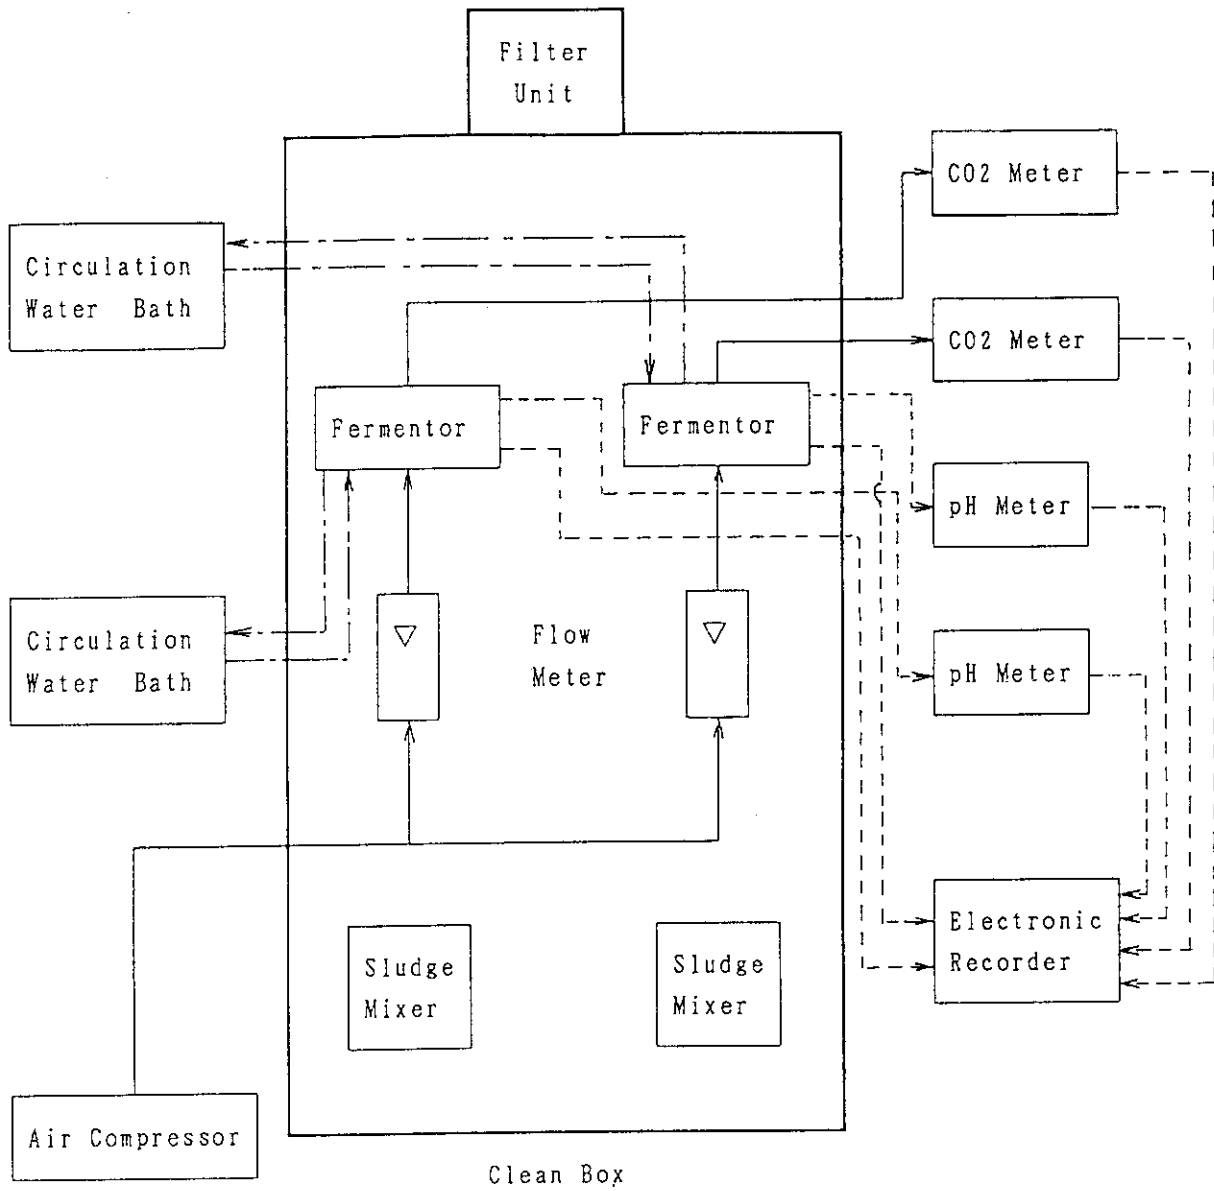 Filter
Unit
CO2 Meter
Circulation
Water Bath
CO2 Meter
Fermentor
Fermentor
pH Meter
Circulation
Water Bath
Flow
Meter
pH Meter
Electronic
Recorder
Sludge
Mixer
Sludge
Mixer
Air Compressor
Clean Box